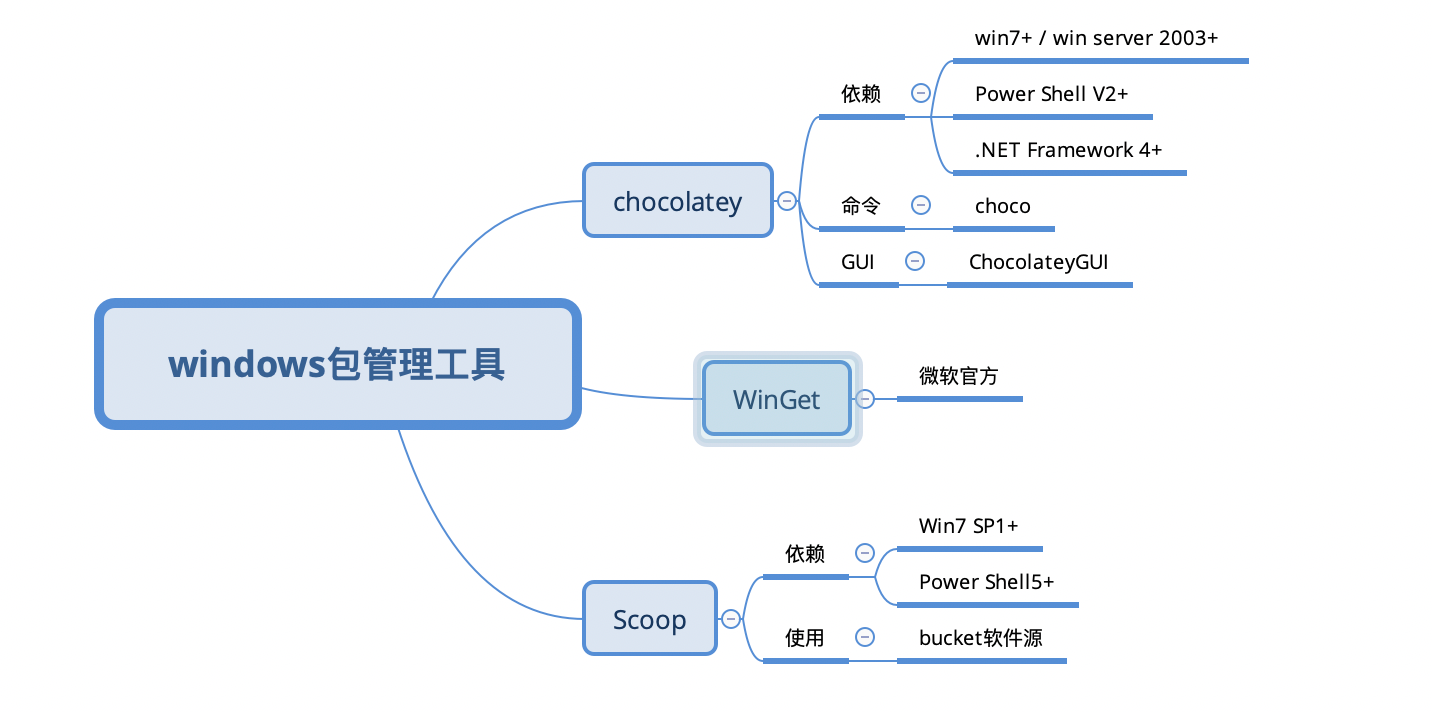 windows包管理工具
chocolatey
依赖
win7+ / win server 2003+
Power Shell V2+
.NET Framework 4+
命令
choco
GUI
ChocolateyGUI
WinGet
微软官方
Scoop
依赖
Win7 SP1+
Power Shell5+
使用
bucket软件源